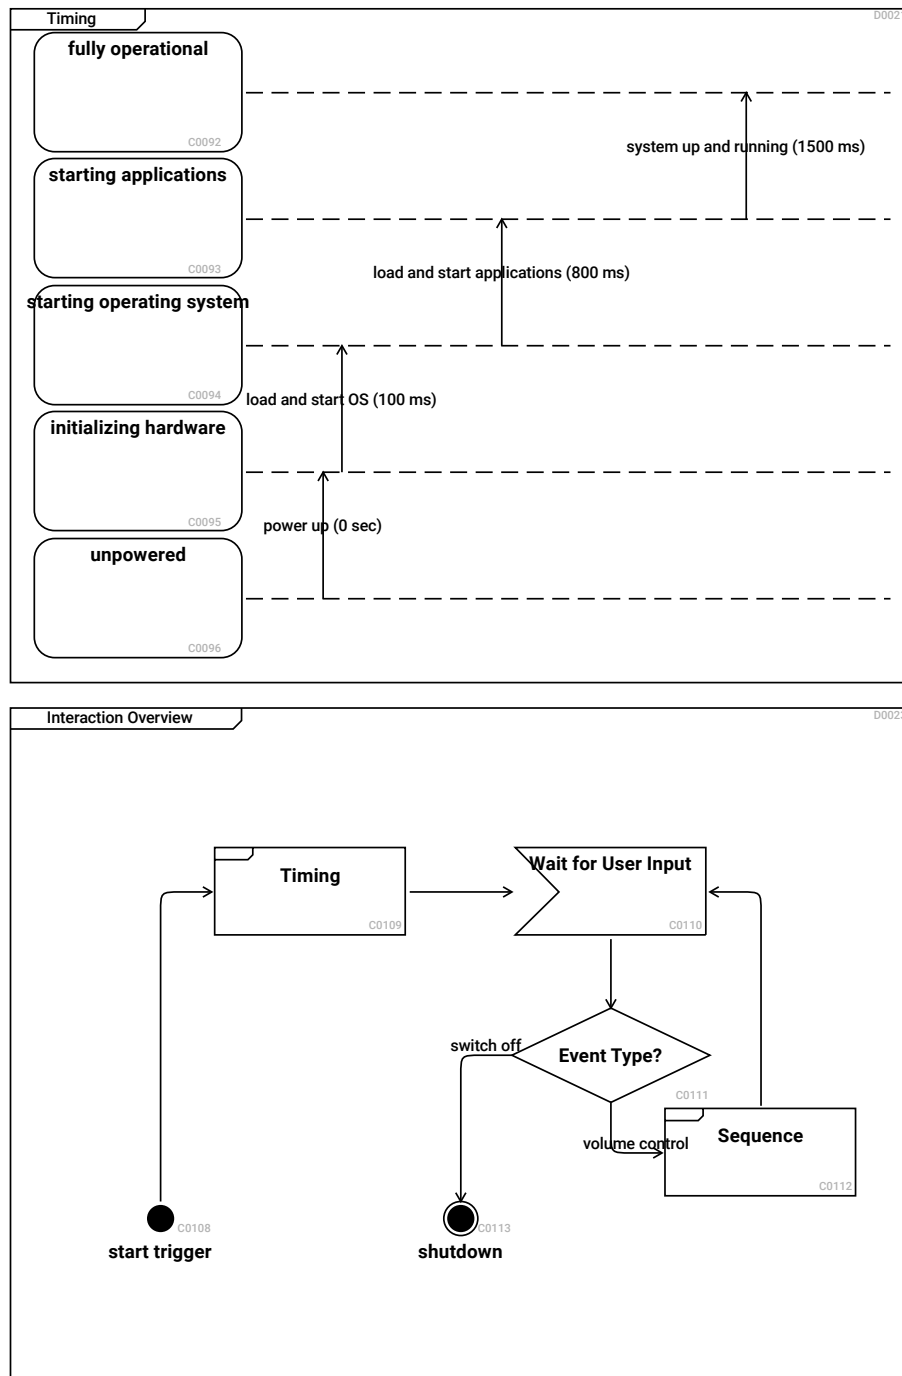 Timing
fully operational
C0092
system up and running (1500 ms)
starting applications
C0093
load and start applications (800 ms)
starting operating system
C0094
load and start OS (100 ms)
initializing hardware
C0095
power up (0 sec)
unpowered
C0096
Interaction Overview
Timing
C0109
Wait for User Input
C0110
switch off
Event Type?
C0111
volume control
Sequence
C0112
C0108
start trigger
C0113
shutdown